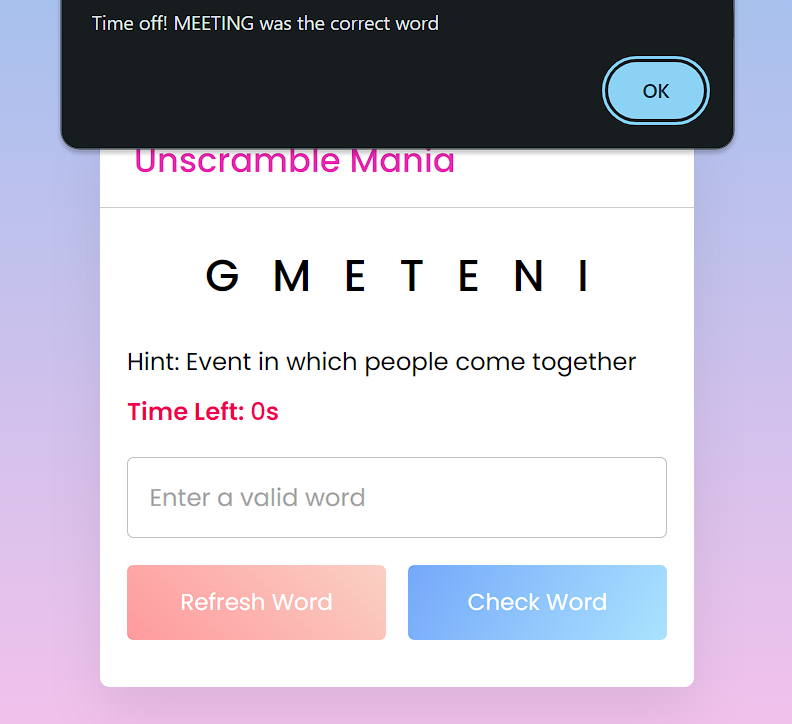 Time off! MEETING was the correct word
OK
Unscramble Mania
G M E T E N I
Hint: Event in which people come together
Time Left: 0s
Enter a valid word
Refresh Word
Check Word